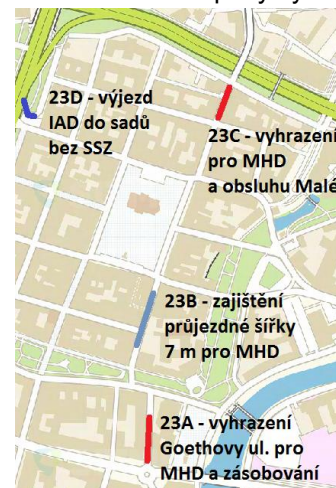 23D - výjezd
IAD do sadů
bez SSZ
23C - vyhrazení
pro MHD
a obsluhu Malé
23B - zajištění
průjezdné šířky
7 m pro MHD
23A - vyhrazení
Goethovy ul. pro
MHD a zásobování